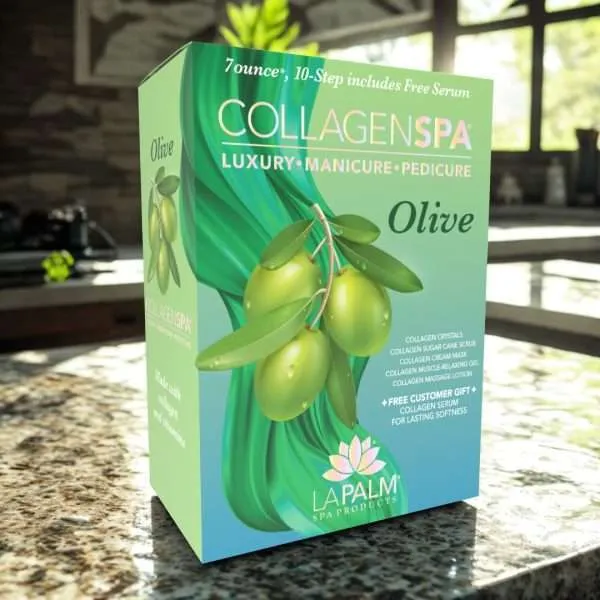 7 ounce*, 10-Step includes Free Serum
COLLAGENSPA
LUXURY • MANICURE • PEDICURE
Olive
COLLAGEN CRYSTALS
COLLAGEN SUGAR CANE SCRUB
COLLAGEN CREAM MASK
COLLAGEN MUSCLE-RELAXING GEL
COLLAGEN MASSAGE LOTION
+FREE CUSTOMER GIFT+
COLLAGEN SERUM
FOR LASTING SOFTNESS
LA PALM
SPA PRODUCTS
Olive
COLLAGENSPA
Made with
collagen